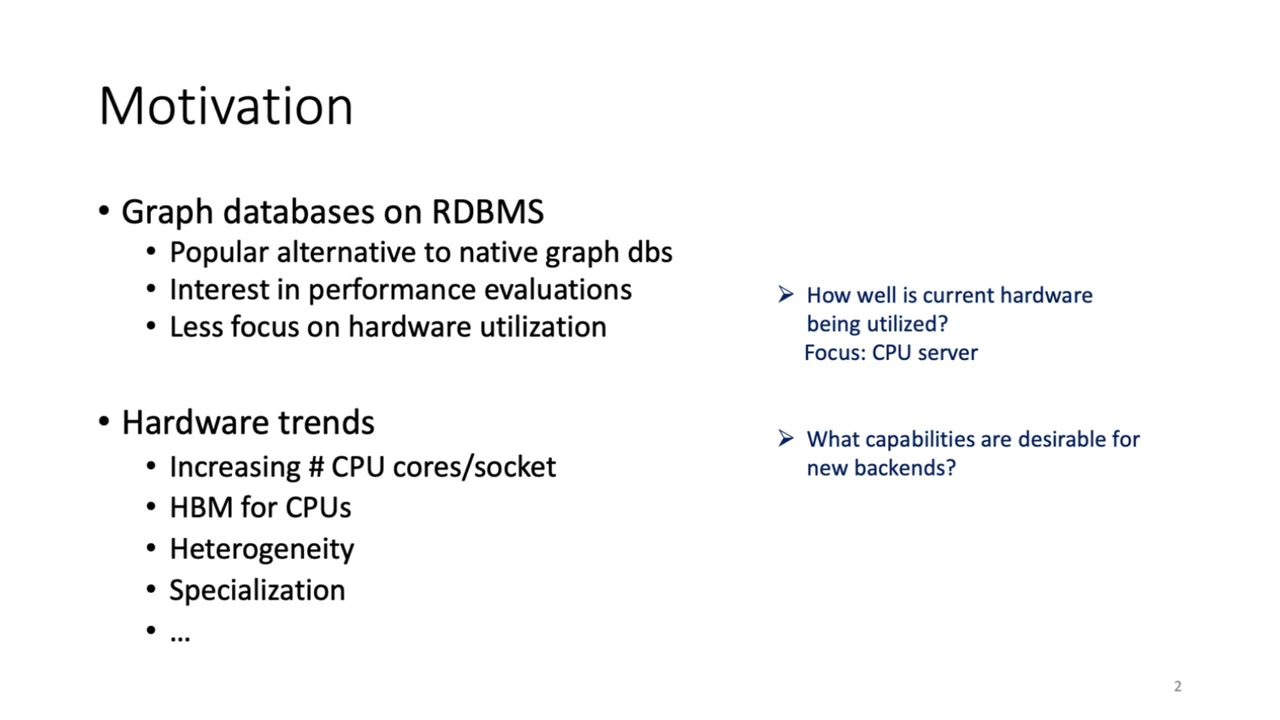 Motivation
• Graph databases on RDBMS
• Popular alternative to native graph dbs
• Interest in performance evaluations
• Less focus on hardware utilization
• Hardware trends
• Increasing # CPU cores/socket
• HBM for CPUs
• Heterogeneity
• Specialization
• ...
➢ How well is current hardware
being utilized?
Focus: CPU server
➢ What capabilities are desirable for
new backends?
2